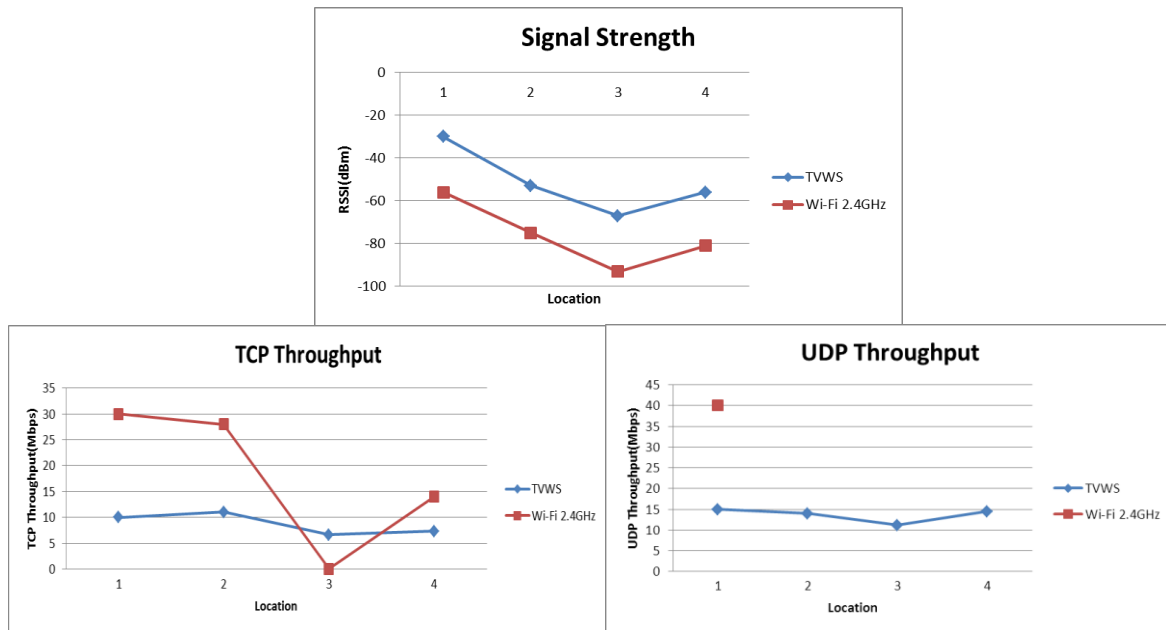 Signal Strength
0
-20
-40
-60
-80
-100
1 2 3 4
RSSI(dBm)
Location
TVWS
Wi-Fi 2.4GHz
TCP Throughput
35
30
25
20
15
10
5
0
1 2 3 4
TCP Throughput(Mbps)
Location
TVWS
Wi-Fi 2.4GHz
UDP Throughput
45
40
35
30
25
20
15
10
5
0
1 2 3 4
UDP Throughput(Mbps)
Location
TVWS
Wi-Fi 2.4GHz